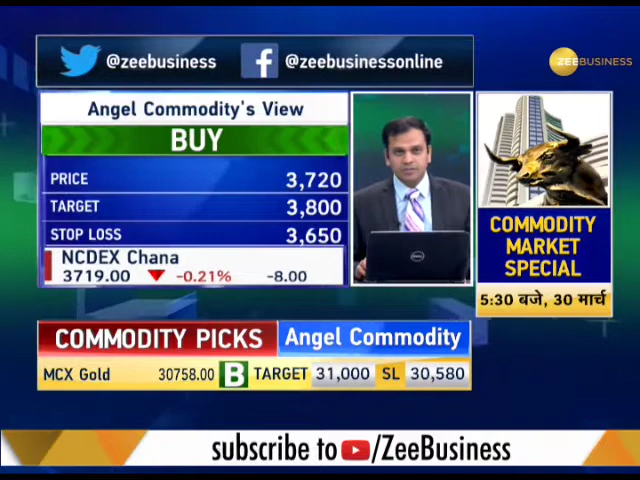 @zeebusiness
@zeebusinessonline
ZEEBUSINESS
Angel Commodity's View
BUY
PRICE 3,720
TARGET 3,800
STOP LOSS 3,650
NCDEX Chana
3719.00 -0.21% -8.00
DELL
COMMODITY
MARKET
SPECIAL
5:30 बजे, 30 मार्च
COMMODITY PICKS Angel Commodity
MCX Gold 30758.00 B TARGET 31,000 SL 30,580
subscribe to /ZeeBusiness